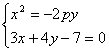 x² = −2py
3x + 4y − 7 = 0